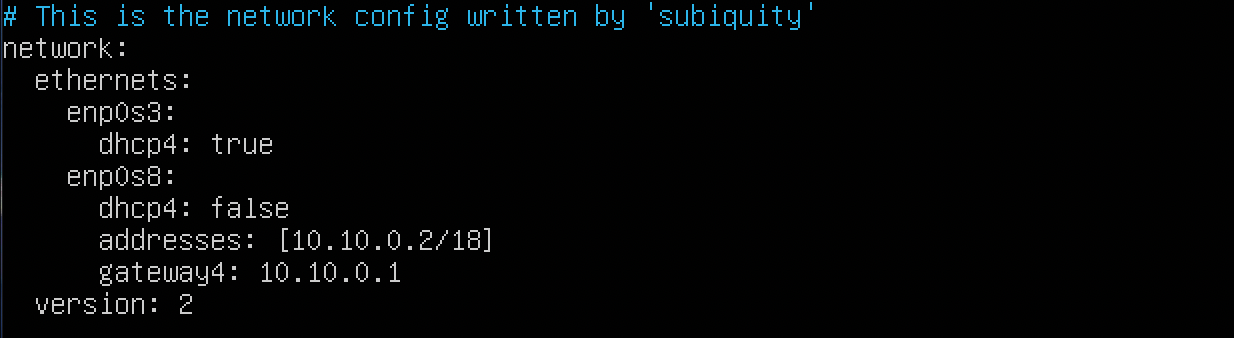 # This is the network config written by 'subiquity'
network:
  ethernets:
    enp0s3:
      dhcp4: true
    enp0s8:
      dhcp4: false
      addresses: [10.10.0.2/18]
      gateway4: 10.10.0.1
  version: 2